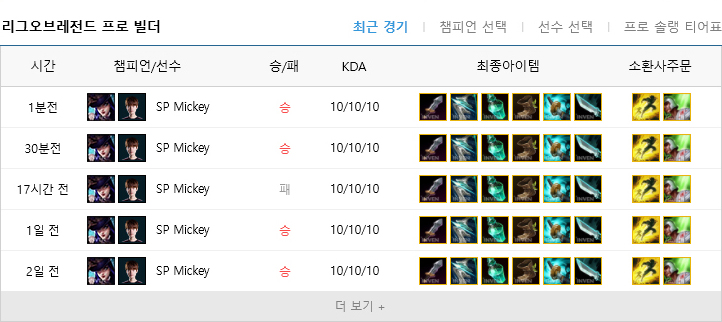 리그오브레전드 프로 빌더
최근 경기 | 챔피언 선택 | 선수 선택 | 프로 솔랭 티어표
시간 챔피언/선수 승/패 KDA 최종아이템 소환사주문
1분전 SP Mickey 승 10/10/10
30분전 SP Mickey 승 10/10/10
17시간 전 SP Mickey 패 10/10/10
1일 전 SP Mickey 승 10/10/10
2일 전 SP Mickey 승 10/10/10
더 보기 +